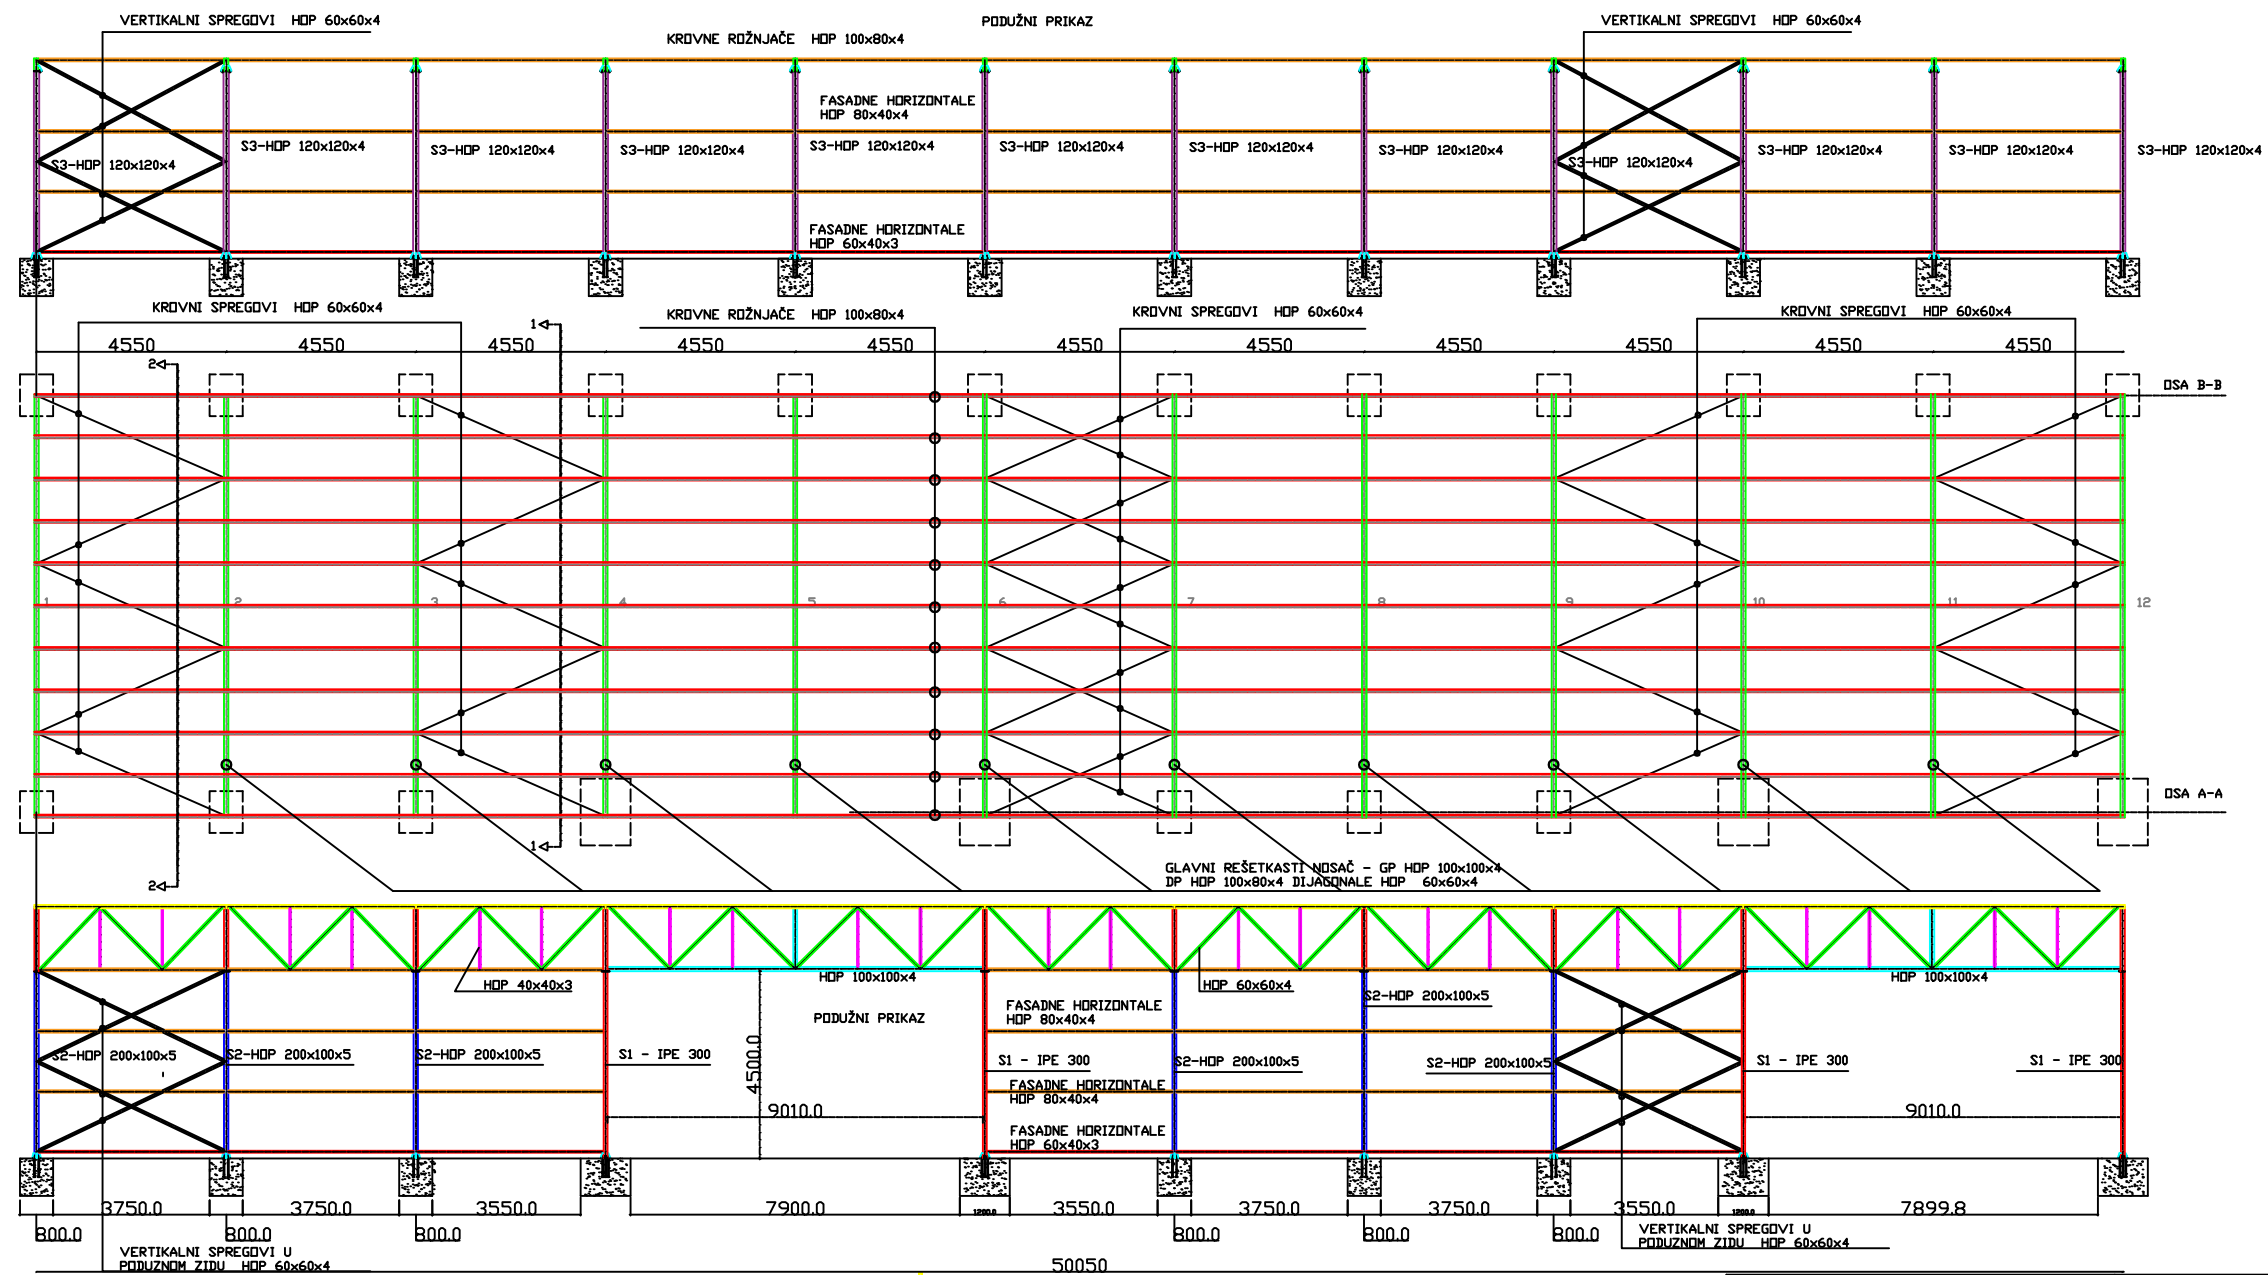 VERTIKALNI SPREGOVI HOP 60x60x4
PODUŽNI PRIKAZ
VERTIKALNI SPREGOVI HOP 60x60x4
KROVNE ROŽNJAČE HOP 100x80x4
FASADNE HORIZONTALE
HOP 80x40x4
S3-HOP 120x120x4
S3-HOP 120x120x4
S3-HOP 120x120x4
S3-HOP 120x120x4
S3-HOP 120x120x4
S3-HOP 120x120x4
S3-HOP 120x120x4
S3-HOP 120x120x4
S3-HOP 120x120x4
S3-HOP 120x120x4
S3-HOP 120x120x4
S3-HOP 120x120x4
FASADNE HORIZONTALE
HOP 60x40x3
KROVNI SPREGOVI HOP 60x60x4
KROVNE ROŽNJAČE HOP 100x80x4
KROVNI SPREGOVI HOP 60x60x4
KROVNI SPREGOVI HOP 60x60x4
1
4550 4550 4550 4550 4550 4550 4550 4550 4550 4550 4550
2
OSA B-B
1 2 3 4 5 6 7 8 9 10 11 12
OSA A-A
1
2
GLAVNI REŠETKASTI NOSAČ - GP HOP 100x100x4
DP HOP 100x80x4 DIJAGONALE HOP 60x60x4
HOP 40x40x3
HOP 100x100x4
HOP 60x60x4
HOP 100x100x4
S2-HOP 200x100x5
FASADNE HORIZONTALE
HOP 80x40x4
PODUŽNI PRIKAZ
S2-HOP 200x100x5
S2-HOP 200x100x5
S2-HOP 200x100x5
S1 - IPE 300
4500.0
S1 - IPE 300
S2-HOP 200x100x5
S2-HOP 200x100x5
S1 - IPE 300
S1 - IPE 300
FASADNE HORIZONTALE
HOP 80x40x4
9010.0
9010.0
FASADNE HORIZONTALE
HOP 60x40x3
3750.0 3750.0 3550.0 7900.0 1200.0 3550.0 3750.0 3750.0 3550.0 1200.0 7899.8
800.0 800.0 800.0 800.0 800.0 800.0
VERTIKALNI SPREGOVI U
PODUZNOM ZIDU HOP 60x60x4
VERTIKALNI SPREGOVI U
PODUZNOM ZIDU HOP 60x60x4
50050